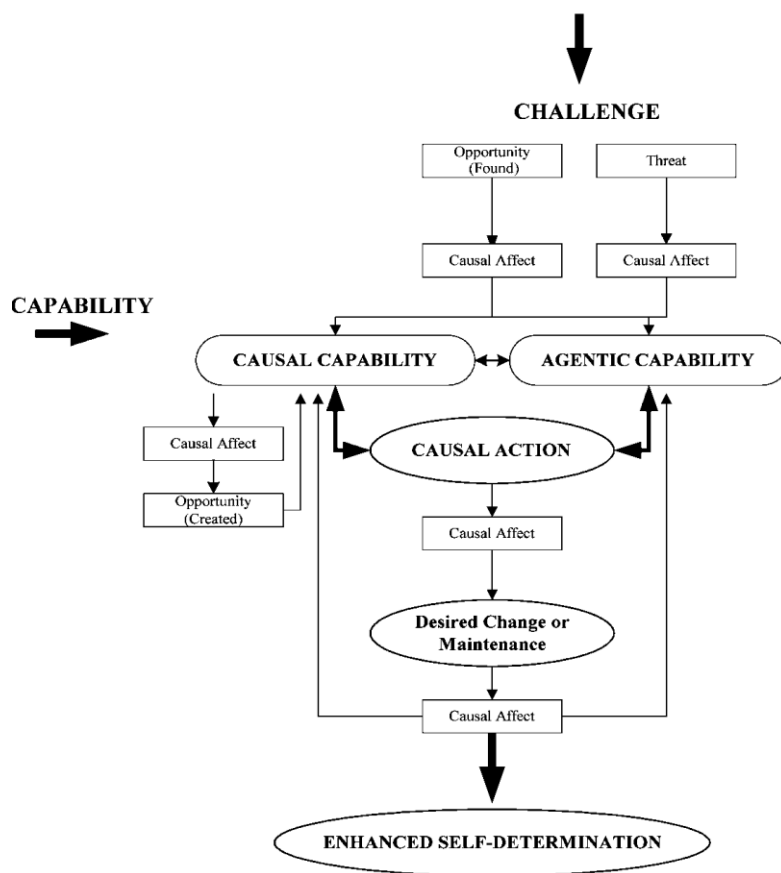 CHALLENGE
Opportunity
(Found)
Threat
Causal Affect
Causal Affect
CAPABILITY
CAUSAL CAPABILITY
AGENTIC CAPABILITY
Causal Affect
CAUSAL ACTION
Opportunity
(Created)
Causal Affect
Desired Change or
Maintenance
Causal Affect
ENHANCED SELF-DETERMINATION